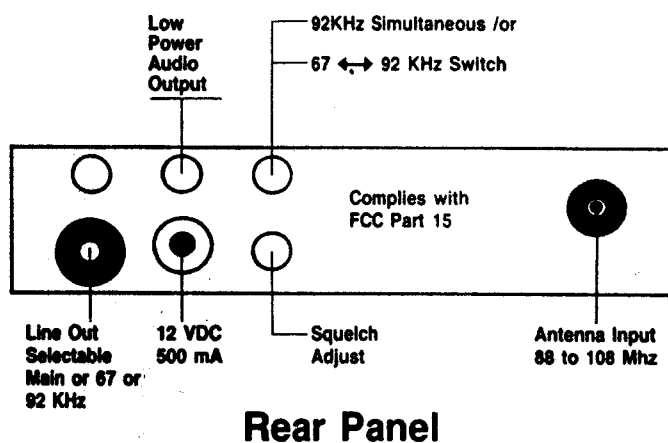 Low
Power
Audio
Output
92KHz Simultaneous /or
67 ↔ 92 KHz Switch
Complies with
FCC Part 15
Line Out
Selectable
Main or 67 or
92 KHz
12 VDC
500 mA
Squelch
Adjust
Antenna Input
88 to 108 Mhz
Rear Panel